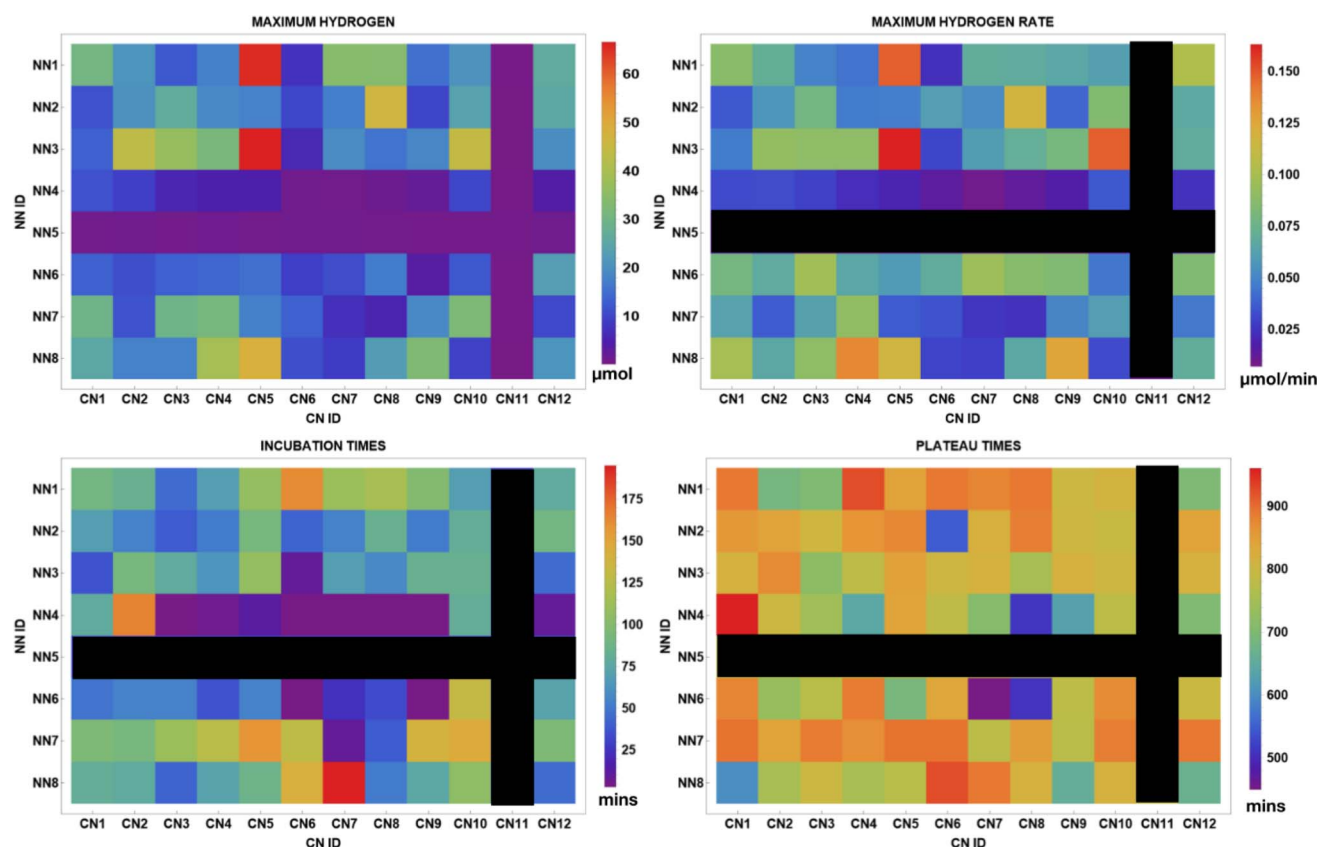 MAXIMUM HYDROGEN
NN ID
NN1
NN2
NN3
NN4
NN5
NN6
NN7
NN8
CN1 CN2 CN3 CN4 CN5 CN6 CN7 CN8 CN9 CN10 CN11 CN12
CN ID
60
50
40
30
20
10
µmol
MAXIMUM HYDROGEN RATE
NN ID
NN1
NN2
NN3
NN4
NN5
NN6
NN7
NN8
CN1 CN2 CN3 CN4 CN5 CN6 CN7 CN8 CN9 CN10 CN11 CN12
CN ID
0.150
0.125
0.100
0.075
0.050
0.025
µmol/min
INCUBATION TIMES
NN ID
NN1
NN2
NN3
NN4
NN5
NN6
NN7
NN8
CN1 CN2 CN3 CN4 CN5 CN6 CN7 CN8 CN9 CN10 CN11 CN12
CN ID
175
150
125
100
75
50
25
mins
PLATEAU TIMES
NN ID
NN1
NN2
NN3
NN4
NN5
NN6
NN7
NN8
CN1 CN2 CN3 CN4 CN5 CN6 CN7 CN8 CN9 CN10 CN11 CN12
CN ID
900
800
700
600
500
mins